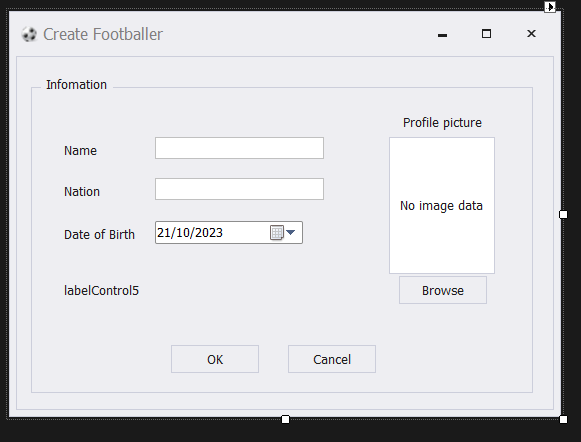 Create Footballer
Infomation
Profile picture
Name
Nation
No image data
Date of Birth 21/10/2023
labelControl5
Browse
OK Cancel